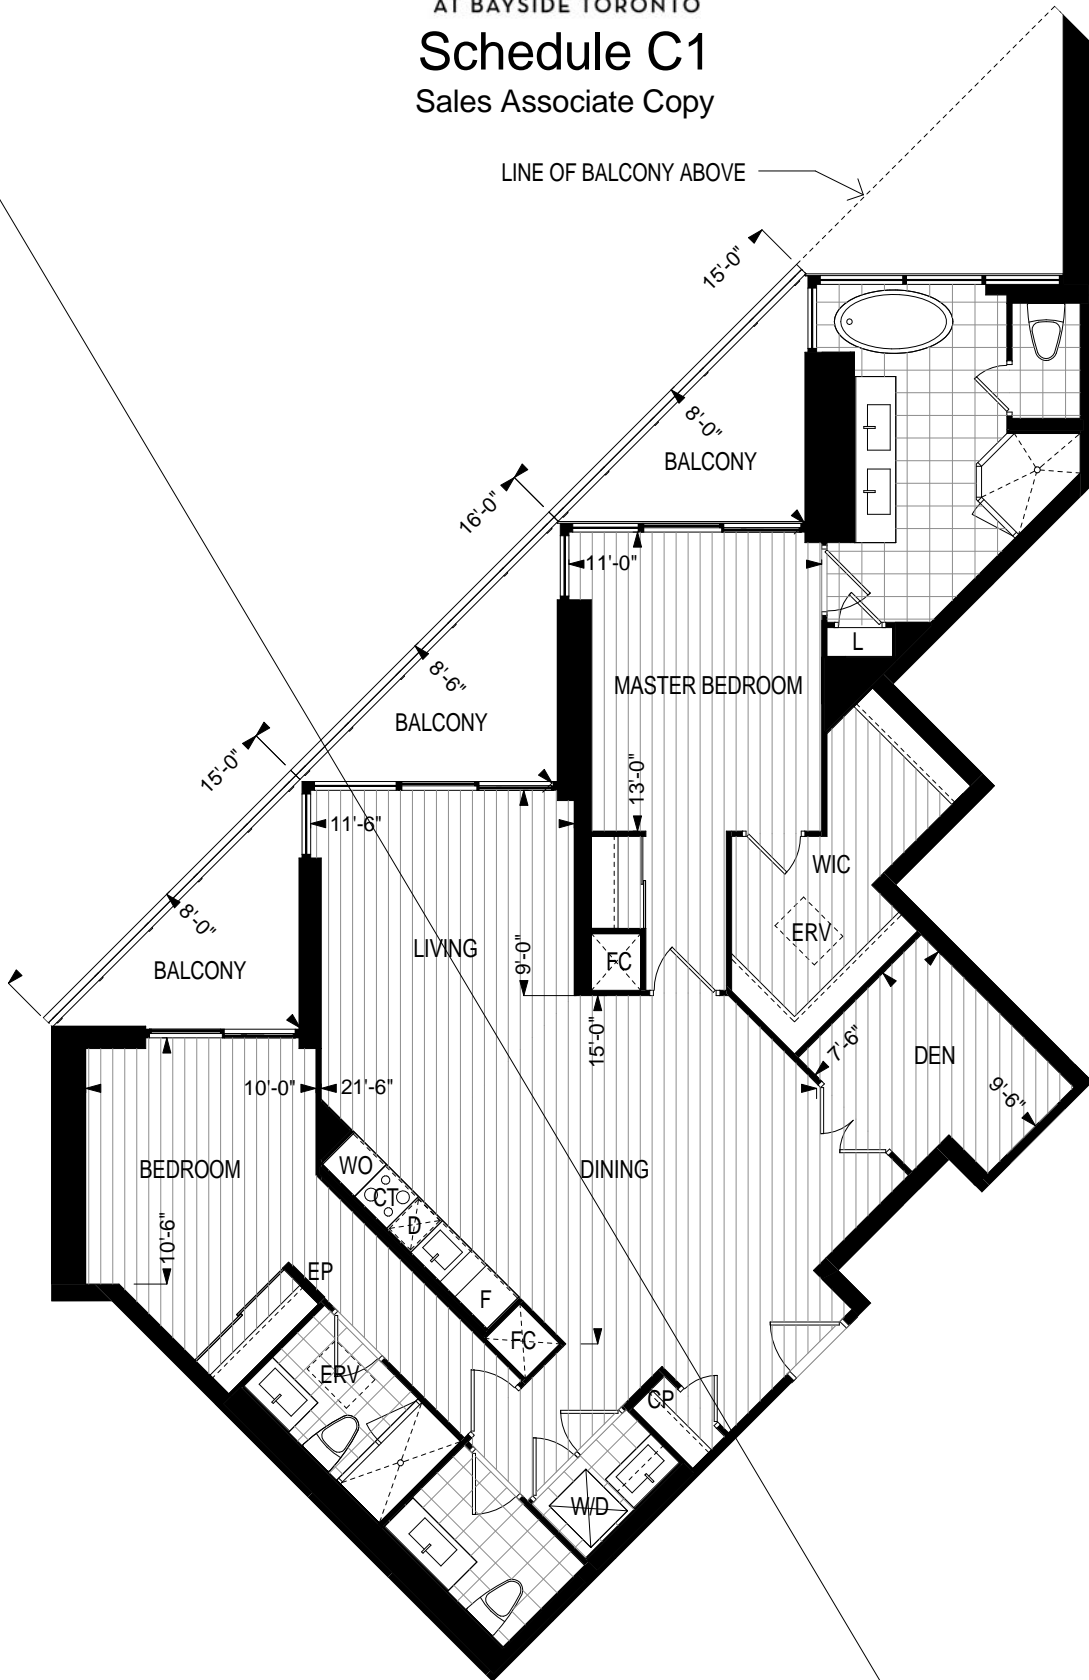 AT BAYSIDE TORONTO
Schedule C1
Sales Associate Copy
LINE OF BALCONY ABOVE
15'-0"
8'-0"
BALCONY
16'-0"
11'-0"
L
8'-6"
MASTER BEDROOM
BALCONY
15'-0"
13'-0"
11'-6"
WIC
8'-0"
ERV
LIVING
9'-0"
FC
BALCONY
15'-0"
7'-6"
DEN
10'-0"
21'-6"
9'-6"
WO
BEDROOM
DINING
CT
D
10'-6"
EP
F
FC
ERV
CP
W/D